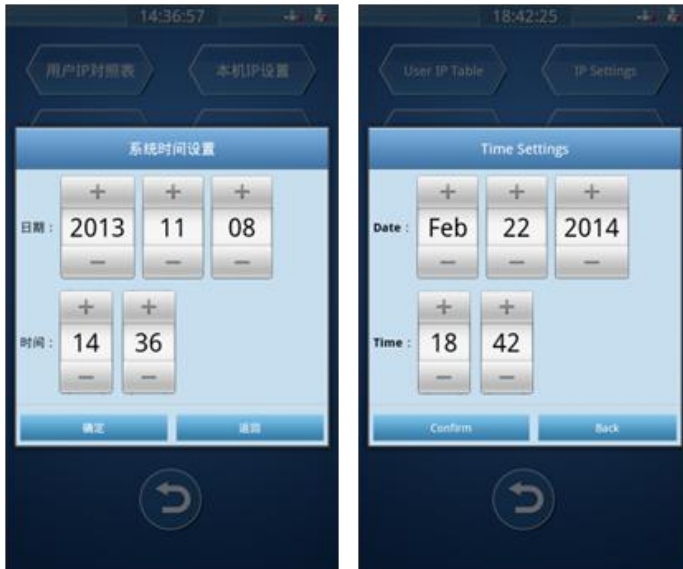 14:36:57
用户IP对照表
本机IP设置
系统时间设置
日期：
+ + +
2013 11 08
− − −
时间：
+ +
14 36
− −
确定
返回
18:42:25
User IP Table
IP Settings
Time Settings
Date :
+ + +
Feb 22 2014
− − −
Time :
+ +
18 42
− −
Confirm
Back